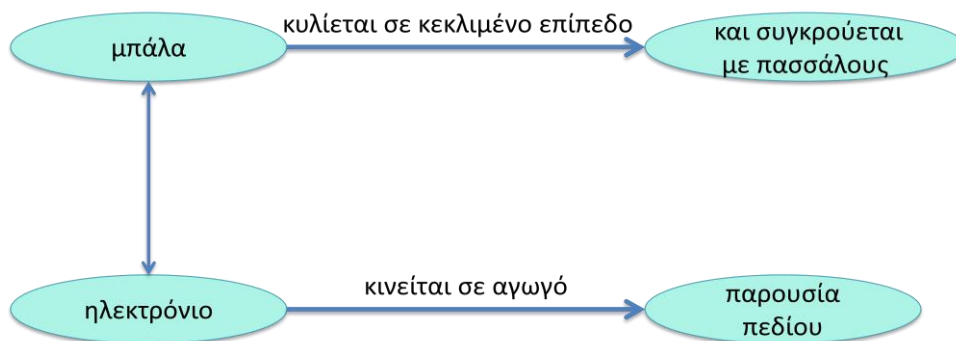 μπάλα
κυλίεται σε κεκλιμένο επίπεδο
και συγκρούεται
με πασσάλους
ηλεκτρόνιο
κινείται σε αγωγό
παρουσία
πεδίου